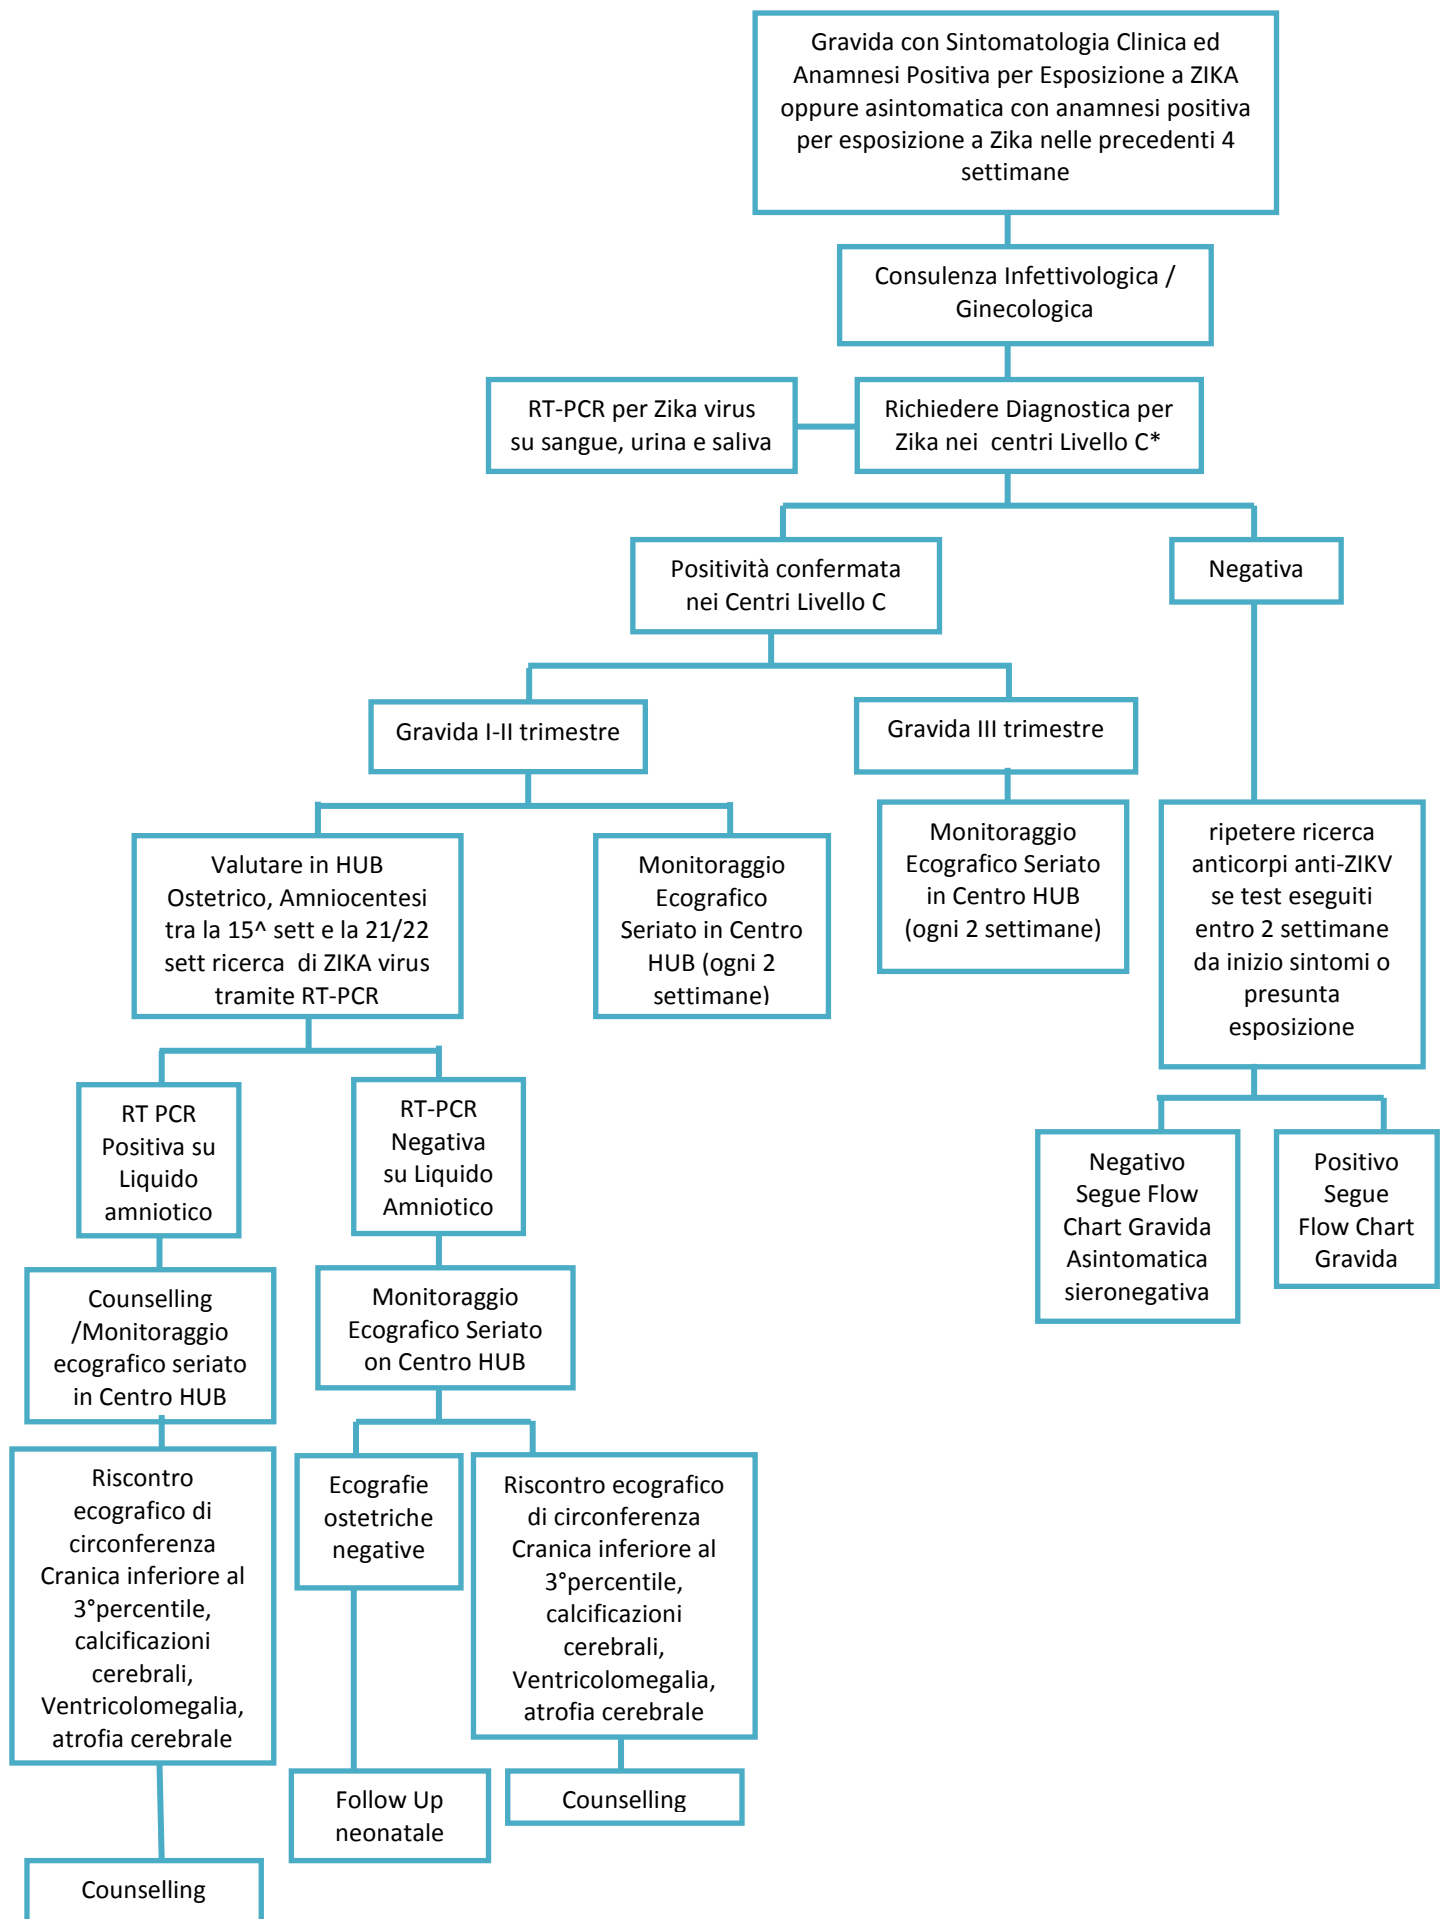 Gravida con Sintomatologia Clinica ed
Anamnesi Positiva per Esposizione a ZIKA
oppure asintomatica con anamnesi positiva
per esposizione a Zika nelle precedenti 4
settimane
Consulenza Infettivologica /
Ginecologica
RT-PCR per Zika virus
su sangue, urina e saliva
Richiedere Diagnostica per
Zika nei centri Livello C*
Positività confermata
nei Centri Livello C
Negativa
Gravida I-II trimestre
Gravida III trimestre
Valutare in HUB
Ostetrico, Amniocentesi
tra la 15^ sett e la 21/22
sett ricerca di ZIKA virus
tramite RT-PCR
Monitoraggio
Ecografico
Seriato in Centro
HUB (ogni 2
settimane)
Monitoraggio
Ecografico Seriato
in Centro HUB
(ogni 2 settimane)
ripetere ricerca
anticorpi anti-ZIKV
se test eseguiti
entro 2 settimane
da inizio sintomi o
presunta
esposizione
RT PCR
Positiva su
Liquido
amniotico
RT-PCR
Negativa
su Liquido
Amniotico
Negativo
Segue Flow
Chart Gravida
Asintomatica
sieronegativa
Positivo
Segue
Flow Chart
Gravida
Counselling
/Monitoraggio
ecografico seriato
in Centro HUB
Monitoraggio
Ecografico Seriato
on Centro HUB
Riscontro
ecografico di
circonferenza
Cranica inferiore al
3°percentile,
calcificazioni
cerebrali,
Ventricolomegalia,
atrofia cerebrale
Ecografie
ostetriche
negative
Riscontro ecografico
di circonferenza
Cranica inferiore al
3°percentile,
calcificazioni
cerebrali,
Ventricolomegalia,
atrofia cerebrale
Follow Up
neonatale
Counselling
Counselling